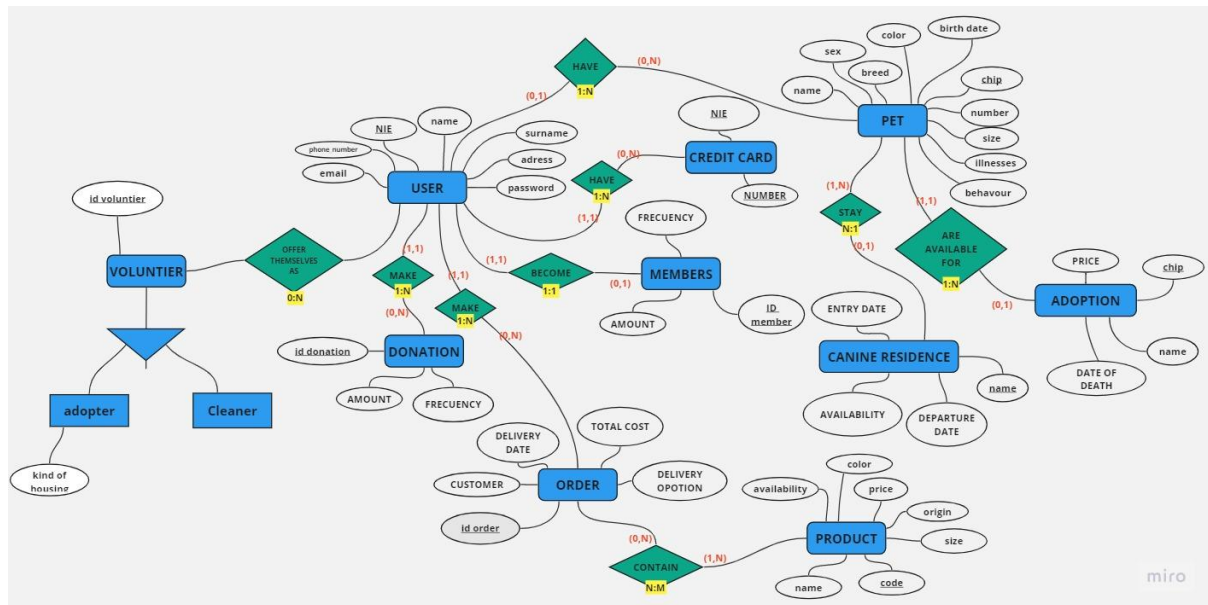 HAVE
1:N
(0,N)
(0,1)
sex
color
birth date
breed
name
chip
number
size
illnesses
behavour
PET
NIE
name
phone number
email
surname
adress
password
USER
NIE
CREDIT CARD
NUMBER
(0,N)
HAVE
1:N
(1,1)
id voluntier
VOLUNTIER
OFFER
THEMSELVES
AS
0:N
adopter
Cleaner
kind of
housing
(1,1)
MAKE
1:N
(0,N)
id donation
DONATION
AMOUNT
FRECUENCY
(1,1)
MAKE
1:N
(0,N)
(1,1)
BECOME
1:1
(0,1)
FRECUENCY
MEMBERS
AMOUNT
ID
member
(1,N)
STAY
N:1
(0,1)
(1,1)
ARE
AVAILABLE
FOR
1:N
(0,1)
PRICE
chip
ADOPTION
name
DATE OF
DEATH
ENTRY DATE
CANINE RESIDENCE
name
AVAILABILITY
DEPARTURE
DATE
DELIVERY
DATE
TOTAL COST
CUSTOMER
ORDER
DELIVERY
OPOTION
id order
(0,N)
CONTAIN
N:M
(1,N)
color
availability
price
origin
PRODUCT
size
name
code
miro